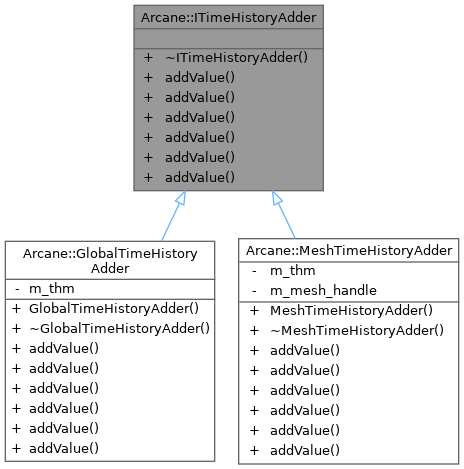 Arcane::ITimeHistoryAdder
+ ~ITimeHistoryAdder()
+ addValue()
+ addValue()
+ addValue()
+ addValue()
+ addValue()
+ addValue()
Arcane::GlobalTimeHistory
Adder
- m_thm
+ GlobalTimeHistoryAdder()
+ ~GlobalTimeHistoryAdder()
+ addValue()
+ addValue()
+ addValue()
+ addValue()
+ addValue()
+ addValue()
Arcane::MeshTimeHistoryAdder
- m_thm
- m_mesh_handle
+ MeshTimeHistoryAdder()
+ ~MeshTimeHistoryAdder()
+ addValue()
+ addValue()
+ addValue()
+ addValue()
+ addValue()
+ addValue()